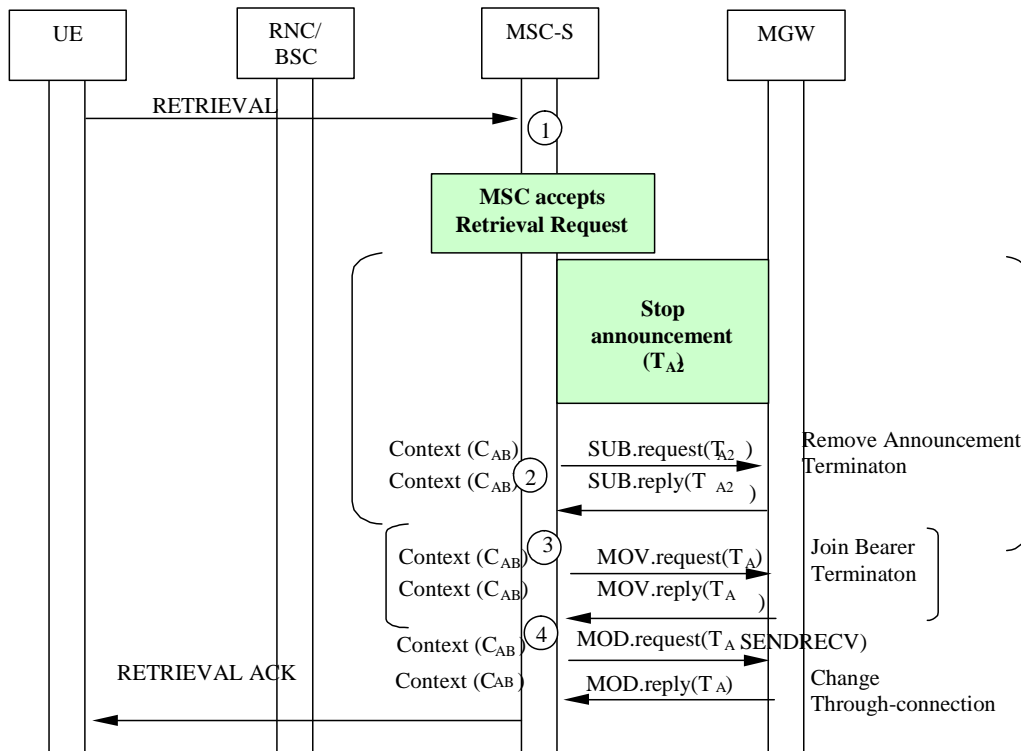 UE
RNC/
BSC
MSC-S
MGW
RETRIEVAL
1
MSC accepts
Retrieval Request
Stop
announcement
(TA2)
Context (CAB) SUB.request(TA2) Remove Announcement
2
Context (CAB) SUB.reply(TA2) Terminaton
3
Context (CAB) MOV.request(TA) Join Bearer
Context (CAB) MOV.reply(TA) Terminaton
4
Context (CAB) MOD.request(TA SENDRECV)
RETRIEVAL ACK
Context (CAB) MOD.reply(TA) Change
Through-connection